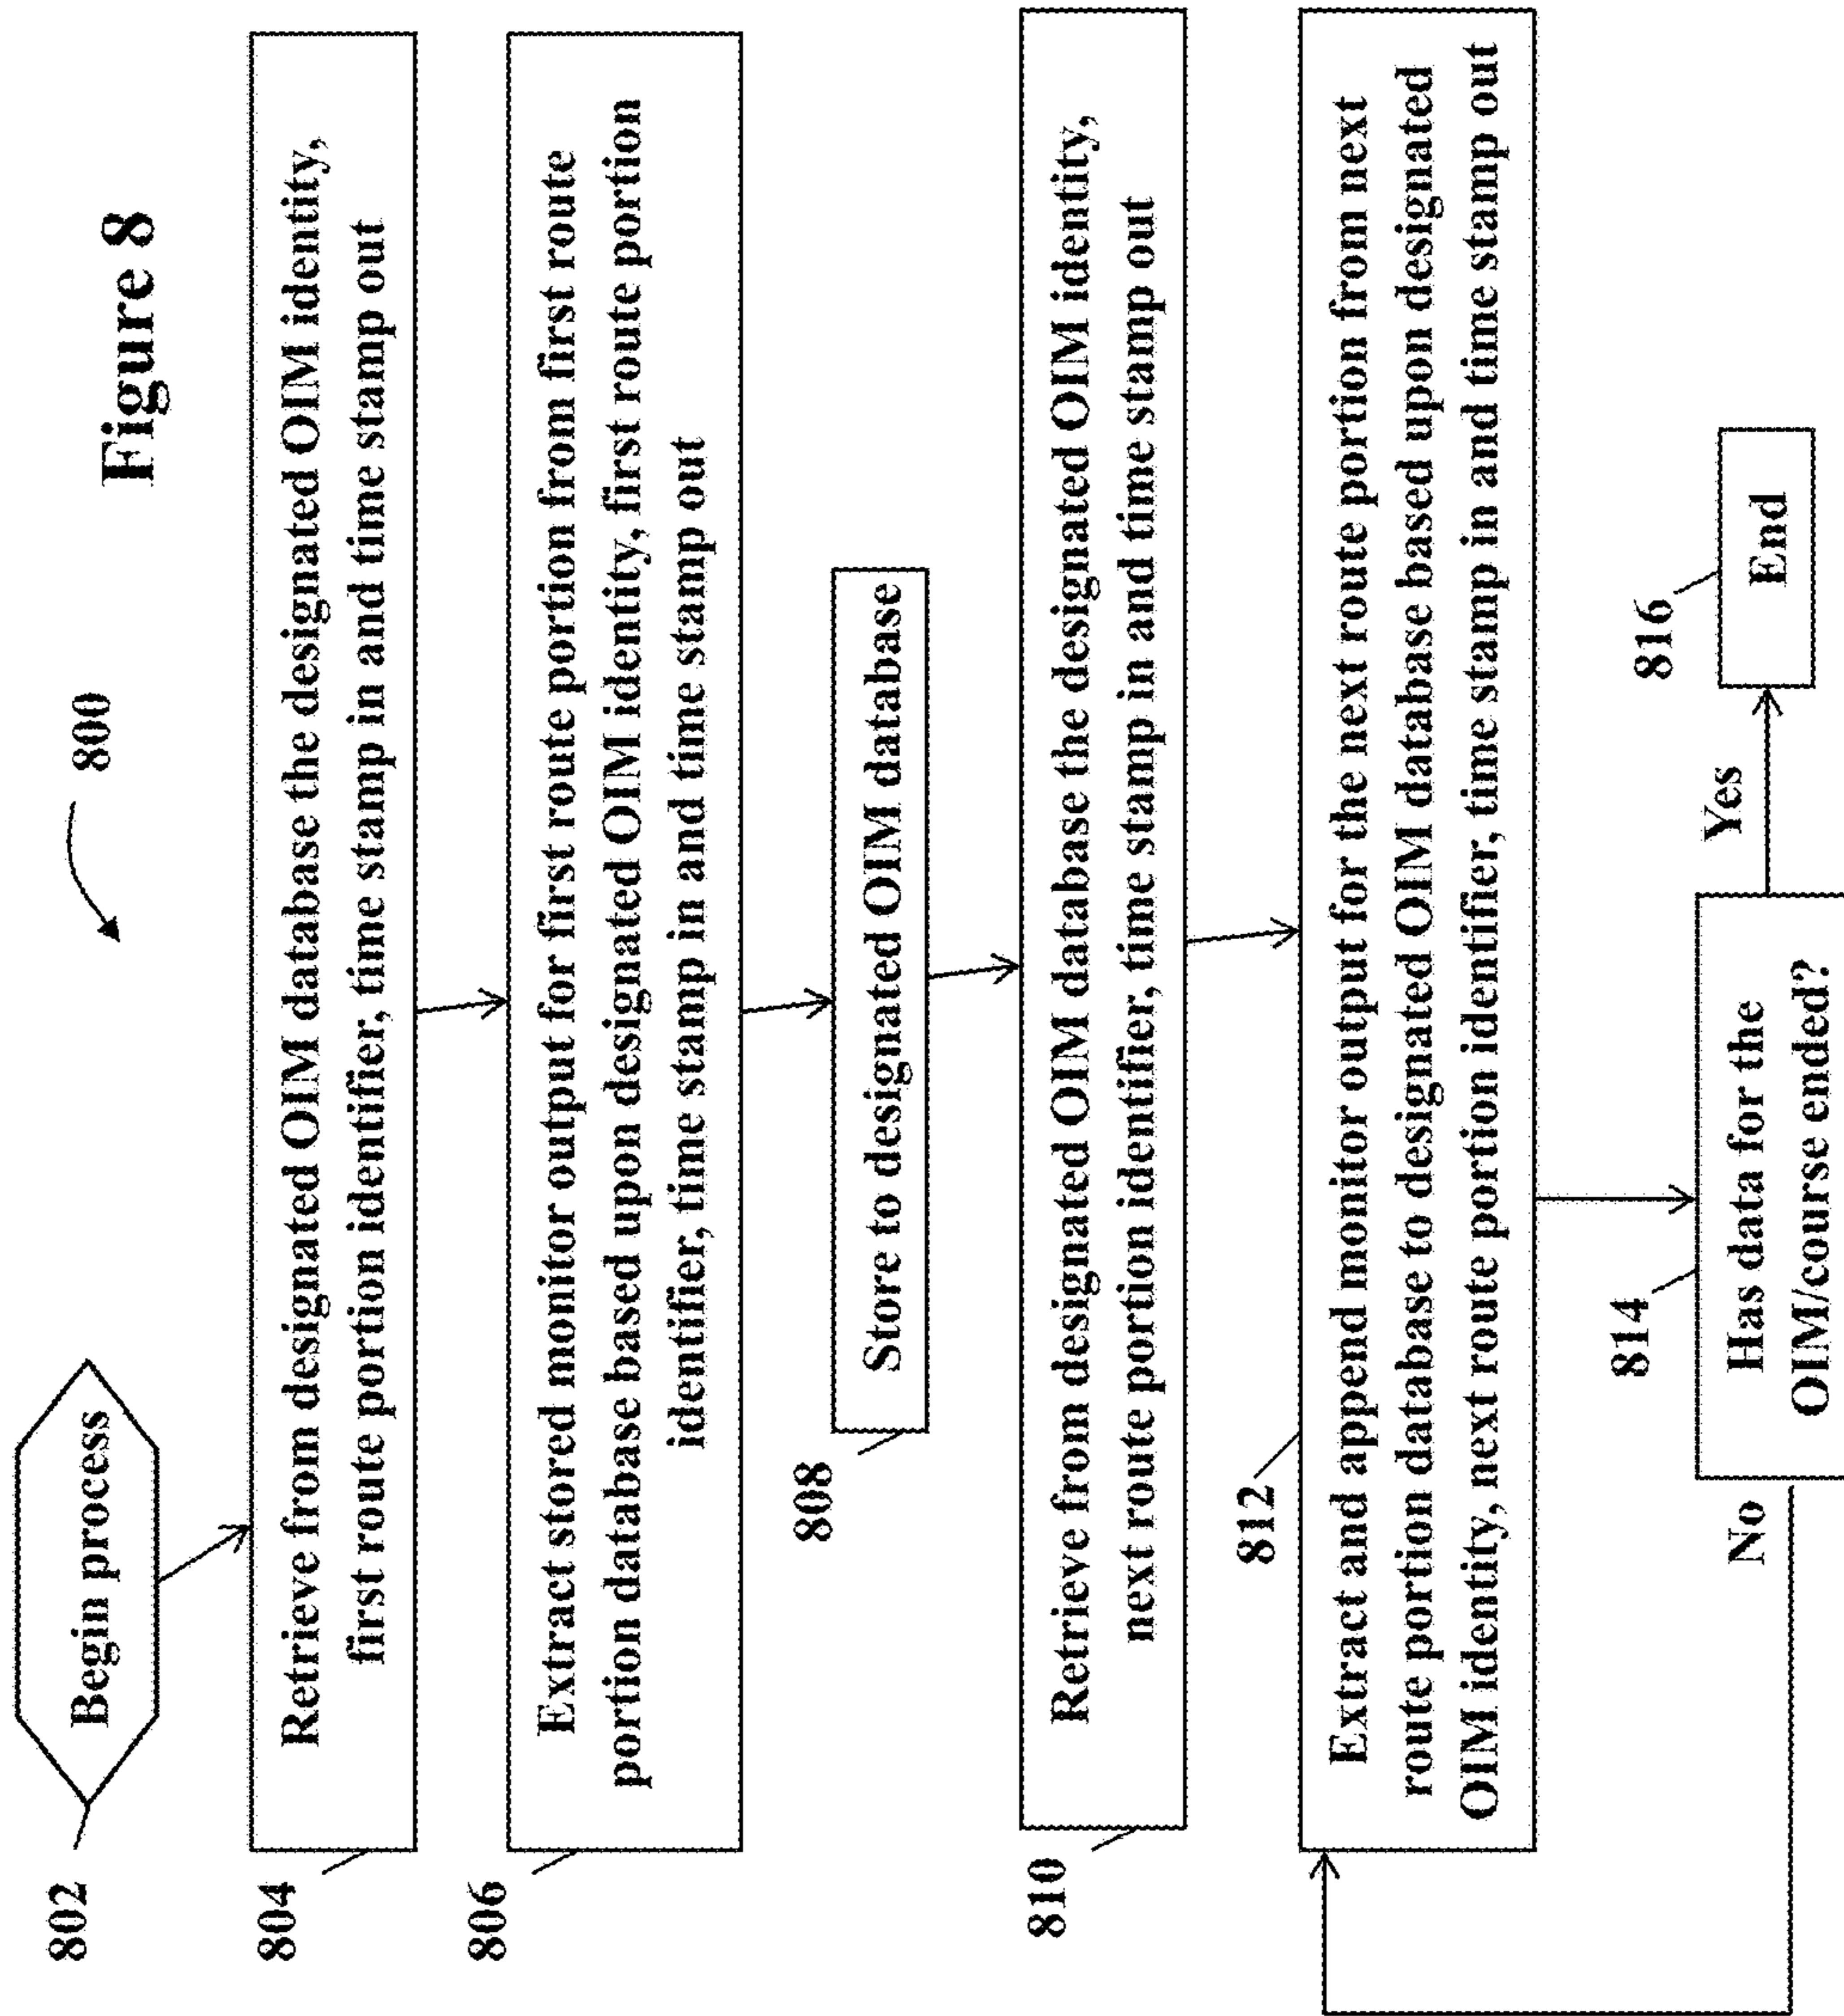 Figure 8
800
802
Begin process
804
Retrieve from designated OIM database the designated OIM identity,
first route portion identifier, time stamp in and time stamp out
806
Extract stored monitor output for first route portion from first route
portion database based upon designated OIM identity, first route portion
identifier, time stamp in and time stamp out
808
Store to designated OIM database
810
Retrieve from designated OIM database the designated OIM identity,
next route portion identifier, time stamp in and time stamp out
812
Extract and append monitor output for the next route portion from next
route portion database to designated OIM database based upon designated
OIM identity, next route portion identifier, time stamp in and time stamp out
814
Has data for the
OIM/course ended?
No
Yes
816
End